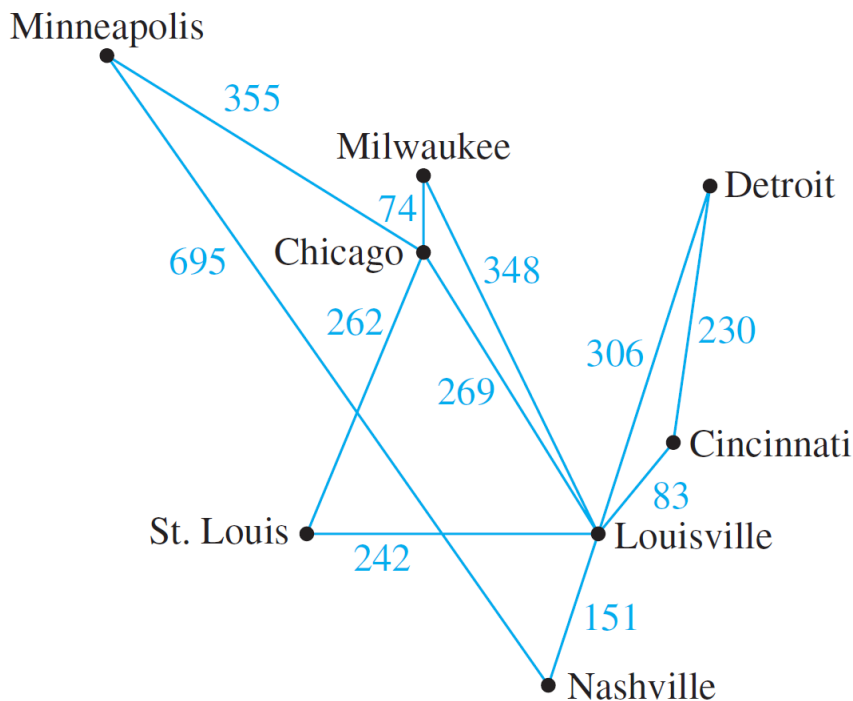 Minneapolis
355
Milwaukee
Detroit
74
Chicago
695
348
262
306
230
269
Cincinnati
83
St. Louis
Louisville
242
151
Nashville